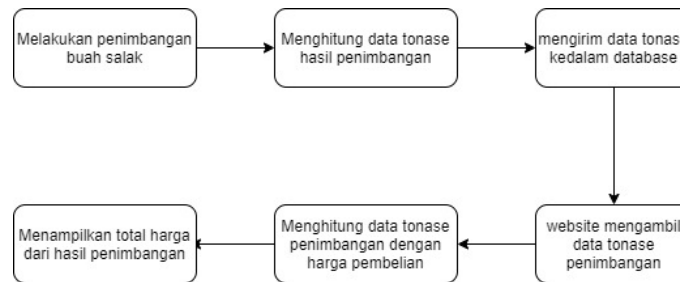 Melakukan penimbangan
buah salak
Menghitung data tonase
hasil penimbangan
mengirim data tonase
kedalam database
website mengambil
data tonase
penimbangan
Menghitung data tonase
penimbangan dengan
harga pembelian
Menampilkan total harga
dari hasil penimbangan